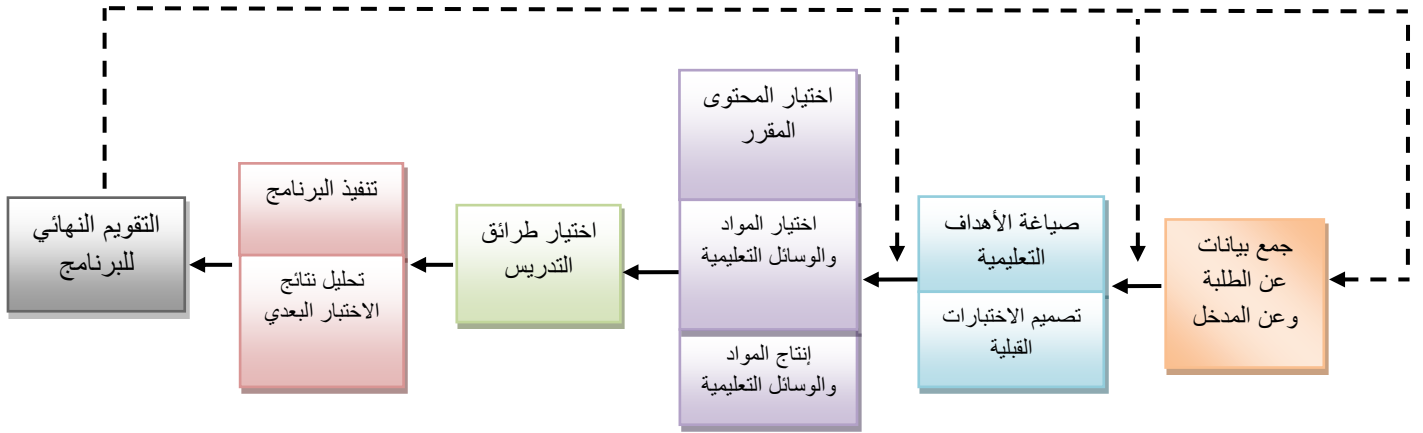 جمع بيانات
عن الطلبة
وعن المدخل
صياغة الأهداف
التعليمية
تصميم الاختبارات
القبلية
اختيار المحتوى
المقرر
اختيار المواد
والوسائل التعليمية
إنتاج المواد
والوسائل التعليمية
اختيار طرائق
التدريس
تنفيذ البرنامج
تحليل نتائج
الاختبار البعدي
التقويم النهائي
للبرنامج